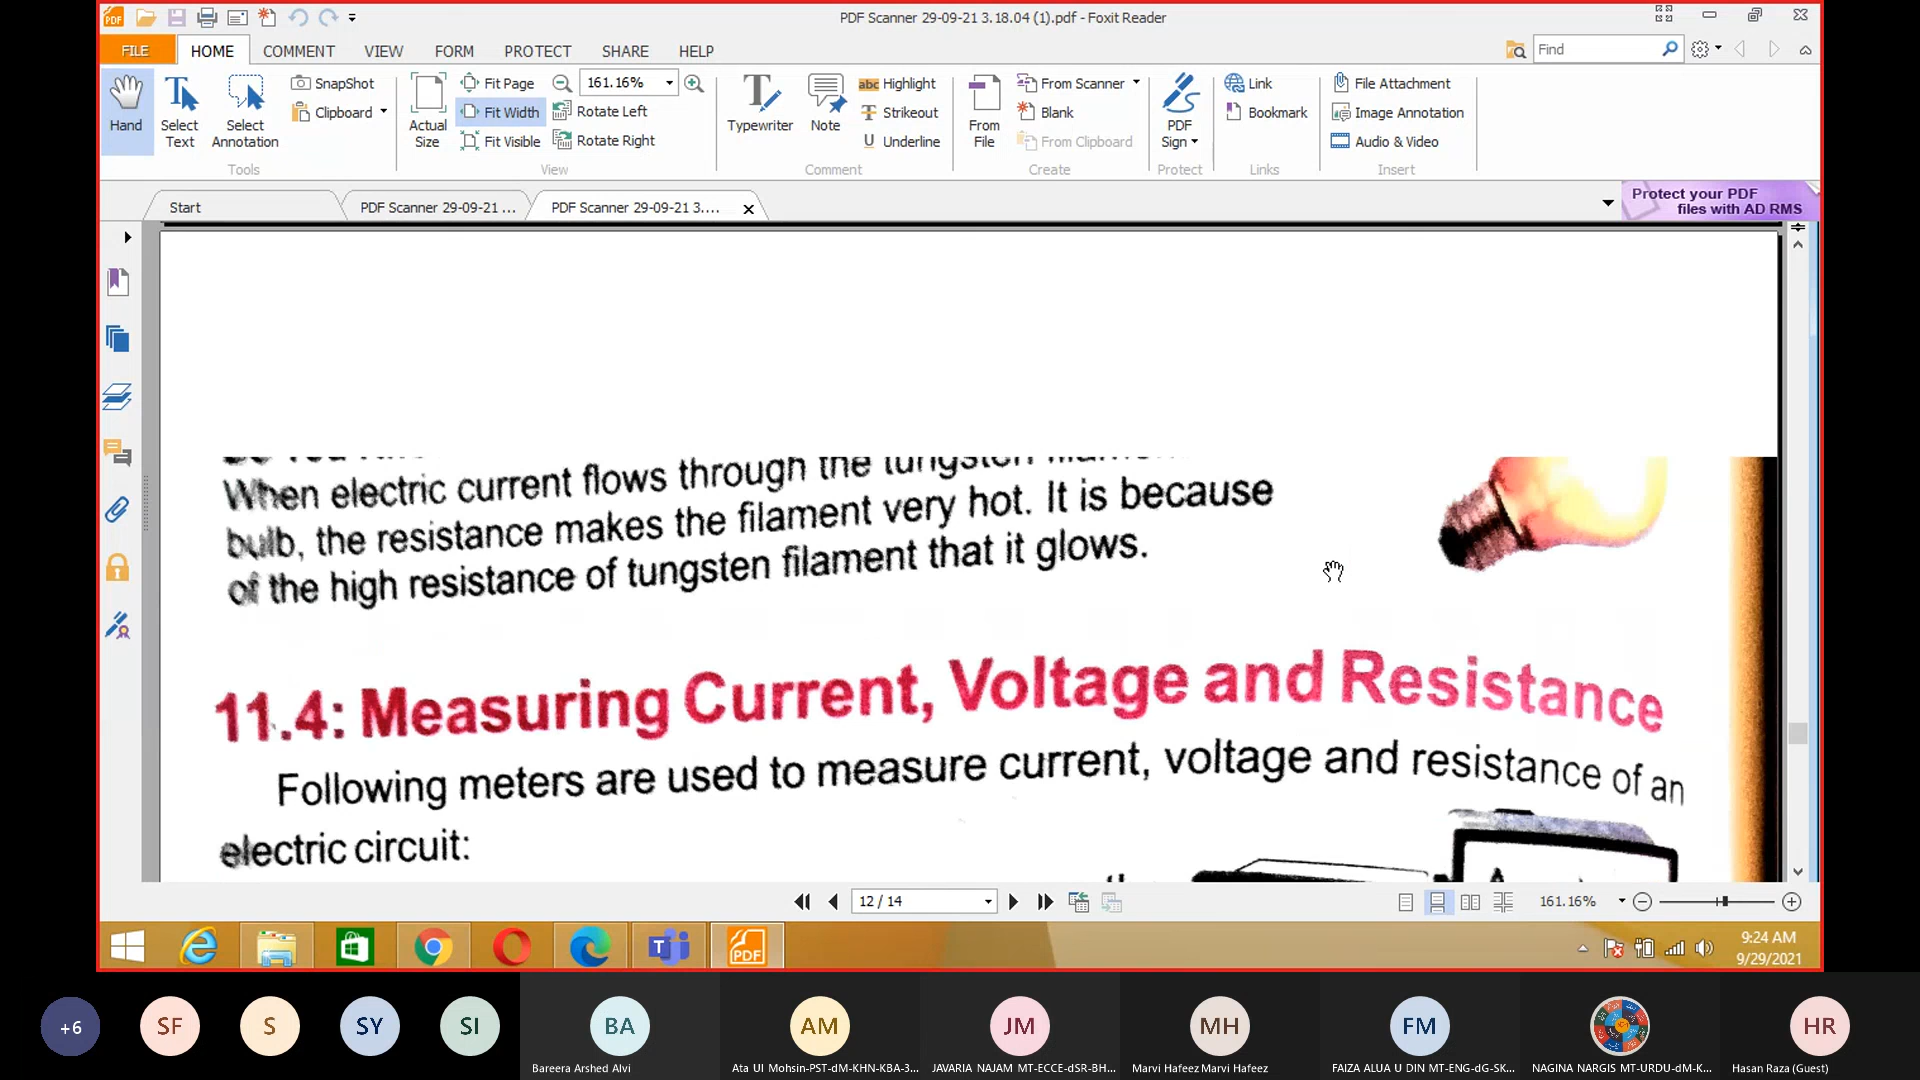 PDF Scanner 29-09-21 3.18.04 (1).pdf - Foxit Reader
FILE HOME COMMENT VIEW FORM PROTECT SHARE HELP
Find
Hand
Select Text
Select Annotation
SnapShot
Clipboard
Tools
Actual Size
Fit Page
Fit Width
Fit Visible
161.16%
Rotate Left
Rotate Right
View
Typewriter
Note
Highlight
Strikeout
Underline
Comment
From File
From Scanner
Blank
From Clipboard
Create
PDF Sign
Protect
Link
Bookmark
Links
File Attachment
Image Annotation
Audio & Video
Insert
Start
PDF Scanner 29-09-21 ...
PDF Scanner 29-09-21 3....
Protect your PDF
files with AD RMS
When electric current flows through the tungsten
bulb, the resistance makes the filament very hot. It is because
of the high resistance of tungsten filament that it glows.
11.4: Measuring Current, Voltage and Resistance
Following meters are used to measure current, voltage and resistance of an
electric circuit:
12 / 14
161.16%
9:24 AM
9/29/2021
+6 SF S SY SI BA AM JM MH FM HR
Bareera Arshed Alvi
Ata Ul Mohsin-PST-dM-KHN-KBA-3...
JAVARIA NAJAM MT-ECCE-dSR-BH...
Marvi Hafeez Marvi Hafeez
FAIZA ALUA U DIN MT-ENG-dG-SK...
NAGINA NARGIS MT-URDU-dM-K...
Hasan Raza (Guest)